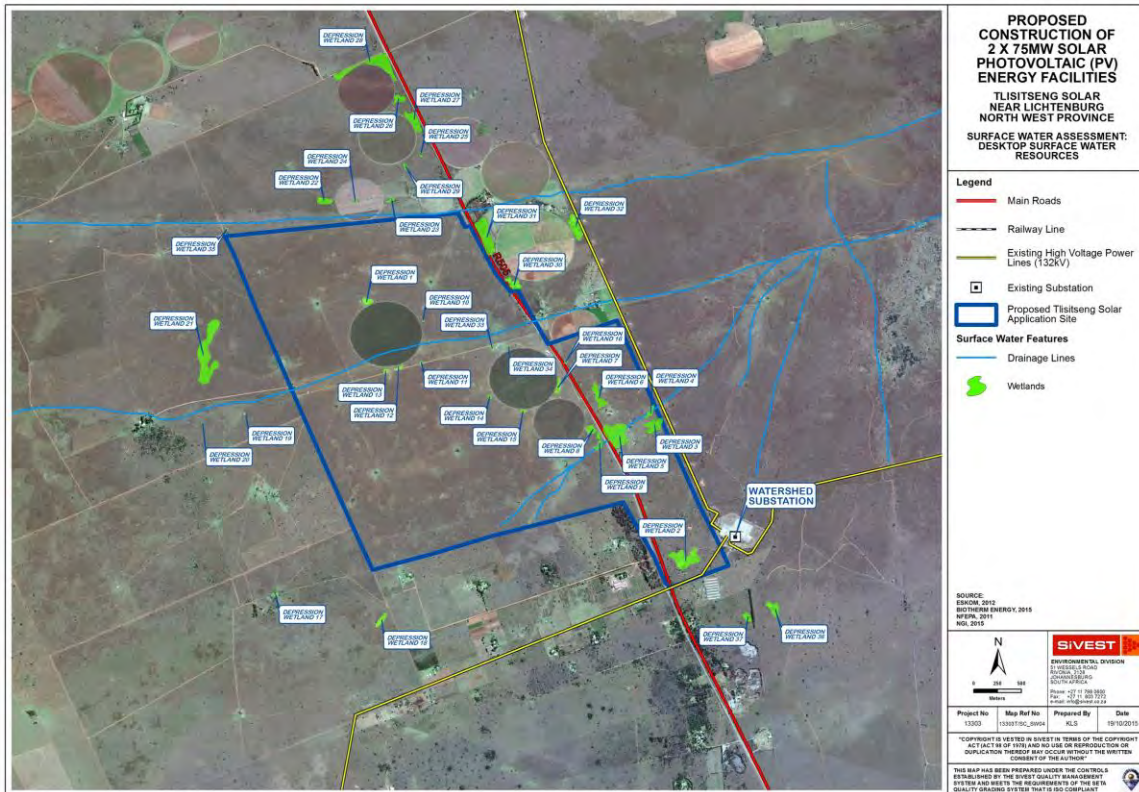 DEPRESSION
WETLAND 28
DEPRESSION
WETLAND 27
DEPRESSION
WETLAND 26
DEPRESSION
WETLAND 25
DEPRESSION
WETLAND 24
DEPRESSION
WETLAND 22
DEPRESSION
WETLAND 29
DEPRESSION
WETLAND 23
DEPRESSION
WETLAND 31
DEPRESSION
WETLAND 32
DEPRESSION
WETLAND 35
R505
DEPRESSION
WETLAND 30
DEPRESSION
WETLAND 1
DEPRESSION
WETLAND 10
DEPRESSION
WETLAND 21
DEPRESSION
WETLAND 33
DEPRESSION
WETLAND 16
DEPRESSION
WETLAND 34
DEPRESSION
WETLAND 7
DEPRESSION
WETLAND 6
DEPRESSION
WETLAND 4
DEPRESSION
WETLAND 13
DEPRESSION
WETLAND 11
DEPRESSION
WETLAND 12
DEPRESSION
WETLAND 14
DEPRESSION
WETLAND 15
DEPRESSION
WETLAND 19
DEPRESSION
WETLAND 20
DEPRESSION
DEPRESSION
WETLAND 3
DEPRESSION
WETLAND 5
DEPRESSION
WETLAND
WATERSHED
SUBSTATION
DEPRESSION
WETLAND 2
DEPRESSION
WETLAND 17
DEPRESSION
WETLAND 18
DEPRESSION
WETLAND 37
DEPRESSION
WETLAND 36
PROPOSED
CONSTRUCTION OF
2 X 75MW SOLAR
PHOTOVOLTAIC (PV)
ENERGY FACILITIES
TLISITSENG SOLAR
NEAR LICHTENBURG
NORTH WEST PROVINCE
SURFACE WATER ASSESSMENT:
DESKTOP SURFACE WATER
RESOURCES
Legend
Main Roads
Railway Line
Existing High Voltage Power
Lines (132kV)
Existing Substation
Proposed Tlisitseng Solar
Application Site
Surface Water Features
Drainage Lines
Wetlands
SOURCE:
ESKOM, 2012
BIOTHERM ENERGY, 2015
NFEPA, 2011
NGI, 2015
N
0 250 500
Meters
SiVEST
ENVIRONMENTAL DIVISION
51 WESSELS ROAD
RIVONIA, 2128
JOHANNESBURG
SOUTH AFRICA
Project No Map Ref No Prepared By Date
13303 KLS 19/10/2015
"COPYRIGHT IS VESTED IN SIVEST IN TERMS OF THE COPYRIGHT
ACT (ACT 98 OF 1978) AND NO USE OR REPRODUCTION OR
DUPLICATION THEREOF MAY OCCUR WITHOUT THE WRITTEN
CONSENT OF THE AUTHOR"
THIS MAP HAS BEEN PREPARED UNDER THE CONTROLS
ESTABLISHED BY THE SIVEST QUALITY MANAGEMENT
SYSTEM AND MEETS THE REQUIREMENTS OF THE SETA
QUALITY GRADING SYSTEM THAT IS ISO COMPLIANT